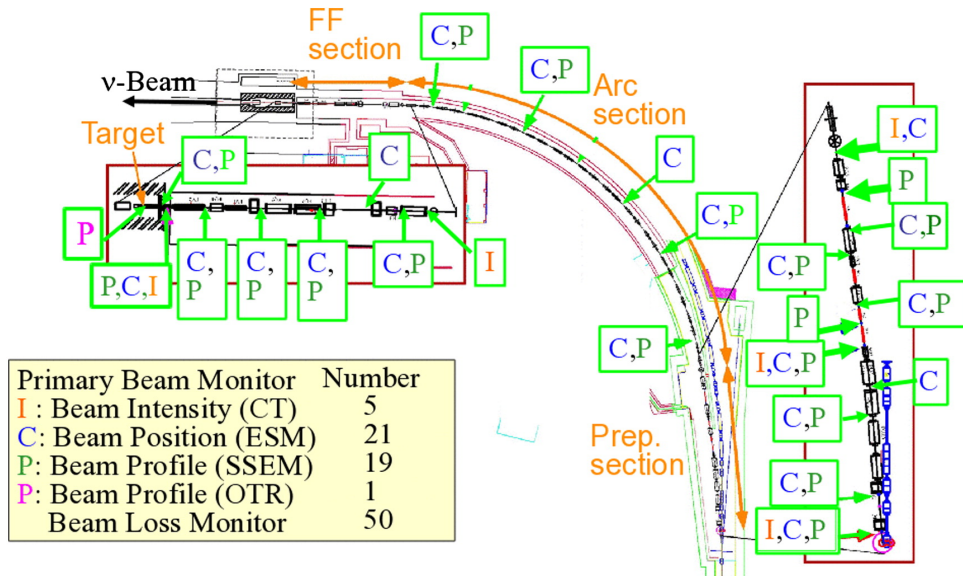 FF
section
C,P
C,P
Arc
section
ν-Beam
Target
C,P
C
C
I,C
P
C,P
C,P
C,P
P
I
C,P
C,P
P
P,C,I
C,
P
C,
P
C,
P
C,P
P
C,P
I,C,P
C
C,P
Prep.
section
C,P
I,C,P
Primary Beam Monitor Number
I : Beam Intensity (CT) 5
C: Beam Position (ESM) 21
P: Beam Profile (SSEM) 19
P: Beam Profile (OTR) 1
Beam Loss Monitor 50